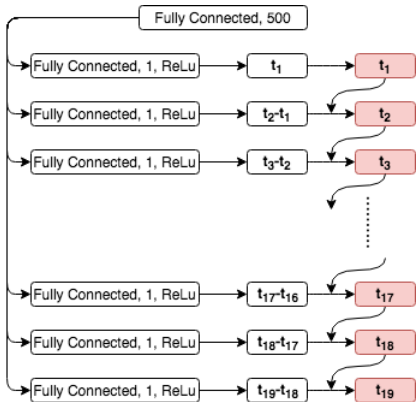 Fully Connected, 500
Fully Connected, 1, ReLu t₁ t₁
Fully Connected, 1, ReLu t₂-t₁ t₂
Fully Connected, 1, ReLu t₃-t₂ t₃
Fully Connected, 1, ReLu t₁₇-t₁₆ t₁₇
Fully Connected, 1, ReLu t₁₈-t₁₇ t₁₈
Fully Connected, 1, ReLu t₁₉-t₁₈ t₁₉